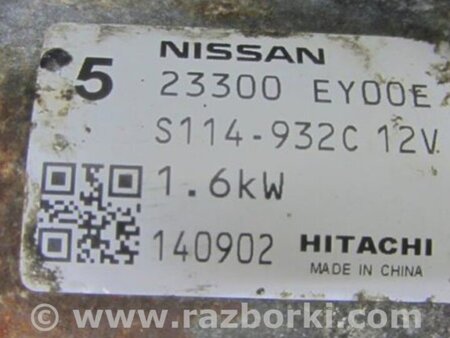 NISSAN
5 23300 EY00E
S114-932C 12V
1.6kW
140902 HITACHI
MADE IN CHINA
© www.razborki.com